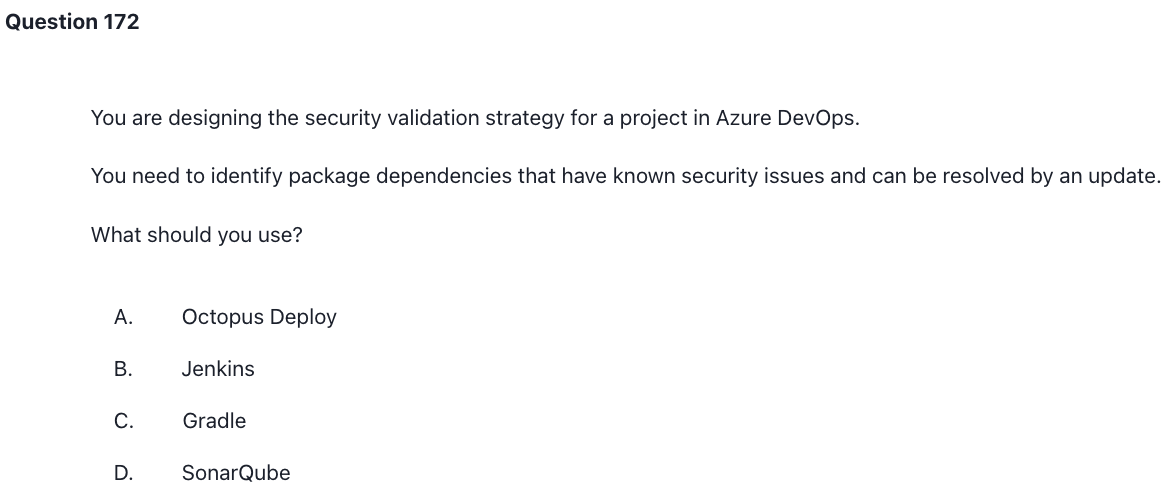 Question 172
You are designing the security validation strategy for a project in Azure DevOps.
You need to identify package dependencies that have known security issues and can be resolved by an update.
What should you use?
A. Octopus Deploy
B. Jenkins
C. Gradle
D. SonarQube